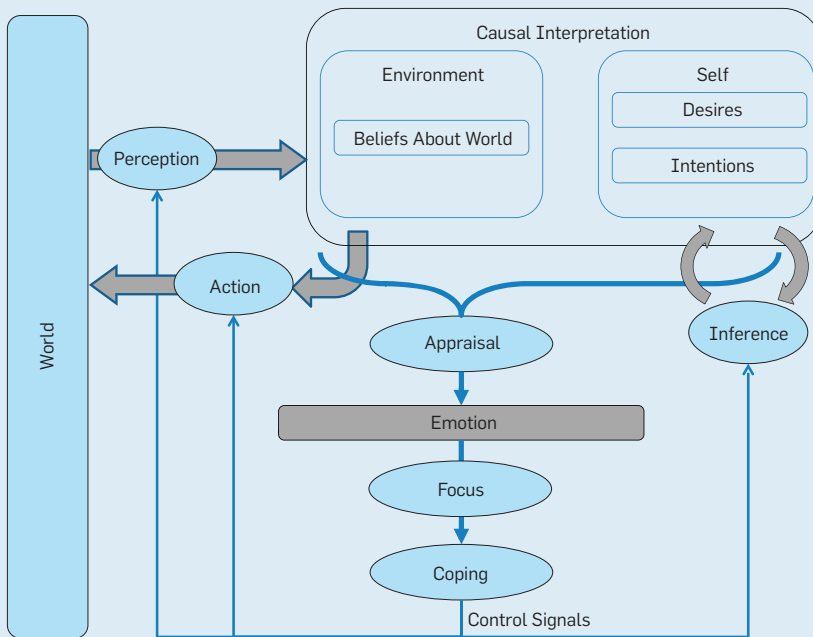 Causal Interpretation
Environment
Self
Beliefs About World
Desires
Intentions
Perception
Action
World
Appraisal
Inference
Emotion
Focus
Coping
Control Signals